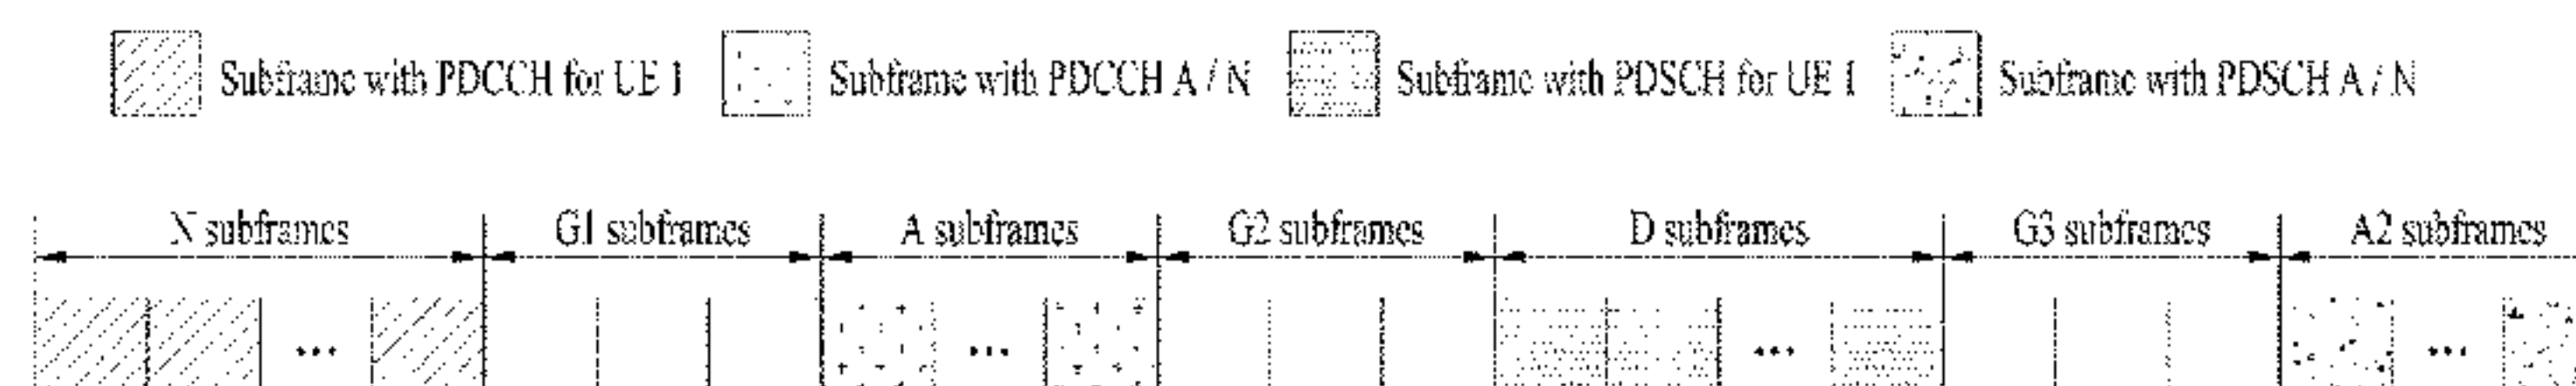 Subframe with PDCCH for UE 1 Subframe with PDCCH A / N Subframe with PDSCH for UE 1 Subframe with PDSCH A / N
N subframes G1 subframes A subframes G2 subframes D subframes G3 subframes A2 subframes
... ... ... ...